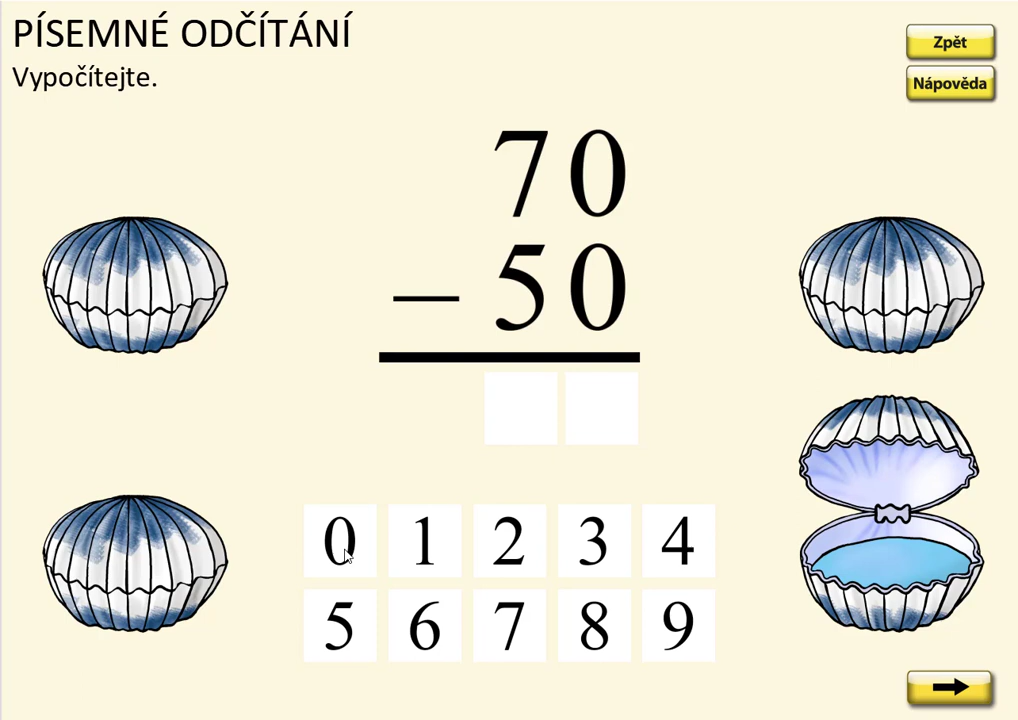 PÍSEMNÉ ODČÍTÁNÍ
Vypočítejte.
Zpět
Nápověda
70
– 50
0 1 2 3 4
5 6 7 8 9